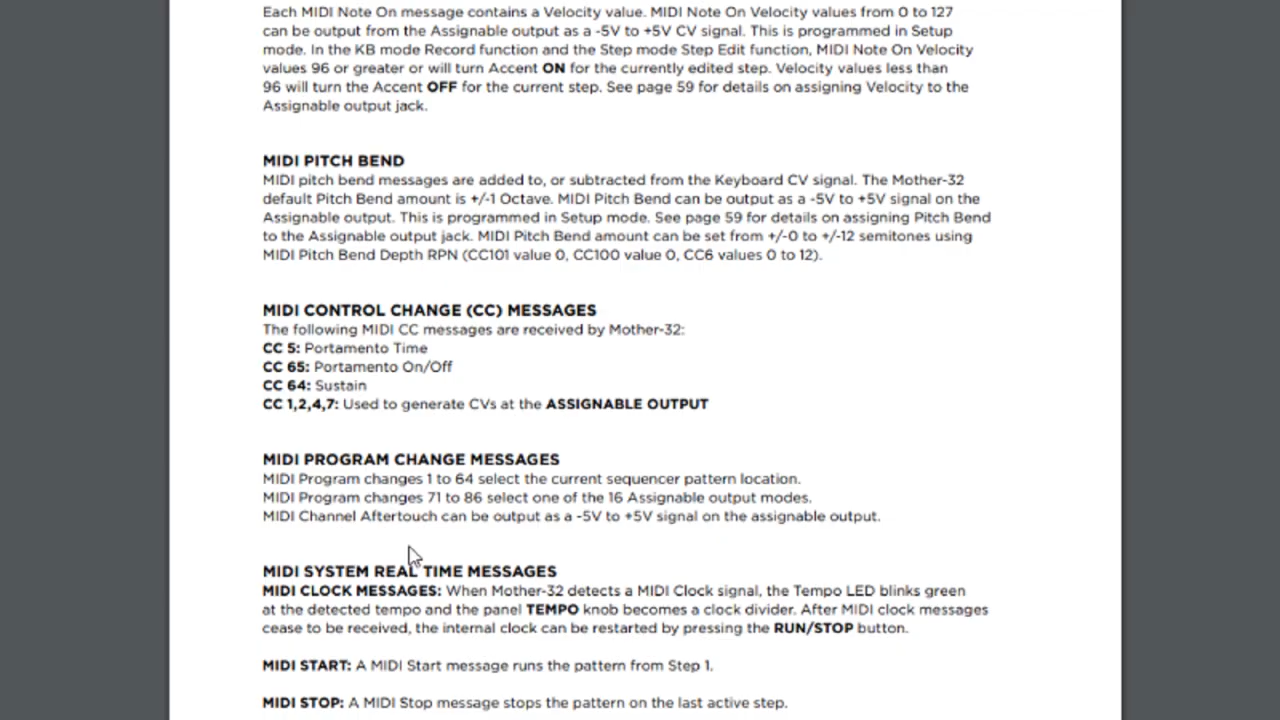 Each MIDI Note On message contains a Velocity value. MIDI Note On Velocity values from 0 to 127
can be output from the Assignable output as a -5V to +5V CV signal. This is programmed in Setup
mode. In the KB mode Record function and the Step mode Step Edit function, MIDI Note On Velocity
values 96 or greater or will turn Accent ON for the currently edited step. Velocity values less than
96 will turn the Accent OFF for the current step. See page 59 for details on assigning Velocity to the
Assignable output jack.
MIDI PITCH BEND
MIDI pitch bend messages are added to, or subtracted from the Keyboard CV signal. The Mother-32
default Pitch Bend amount is +/-1 Octave. MIDI Pitch Bend can be output as a -5V to +5V signal on the
Assignable output. This is programmed in Setup mode. See page 59 for details on assigning Pitch Bend
to the Assignable output jack. MIDI Pitch Bend amount can be set from +/-0 to +/-12 semitones using
MIDI Pitch Bend Depth RPN (CC101 value 0, CC100 value 0, CC6 values 0 to 12).
MIDI CONTROL CHANGE (CC) MESSAGES
The following MIDI CC messages are received by Mother-32:
CC 5: Portamento Time
CC 65: Portamento On/Off
CC 64: Sustain
CC 1,2,4,7: Used to generate CVs at the ASSIGNABLE OUTPUT
MIDI PROGRAM CHANGE MESSAGES
MIDI Program changes 1 to 64 select the current sequencer pattern location.
MIDI Program changes 71 to 86 select one of the 16 Assignable output modes.
MIDI Channel Aftertouch can be output as a -5V to +5V signal on the assignable output.
MIDI SYSTEM REAL TIME MESSAGES
MIDI CLOCK MESSAGES: When Mother-32 detects a MIDI Clock signal, the Tempo LED blinks green
at the detected tempo and the panel TEMPO knob becomes a clock divider. After MIDI clock messages
cease to be received, the internal clock can be restarted by pressing the RUN/STOP button.
MIDI START: A MIDI Start message runs the pattern from Step 1.
MIDI STOP: A MIDI Stop message stops the pattern on the last active step.